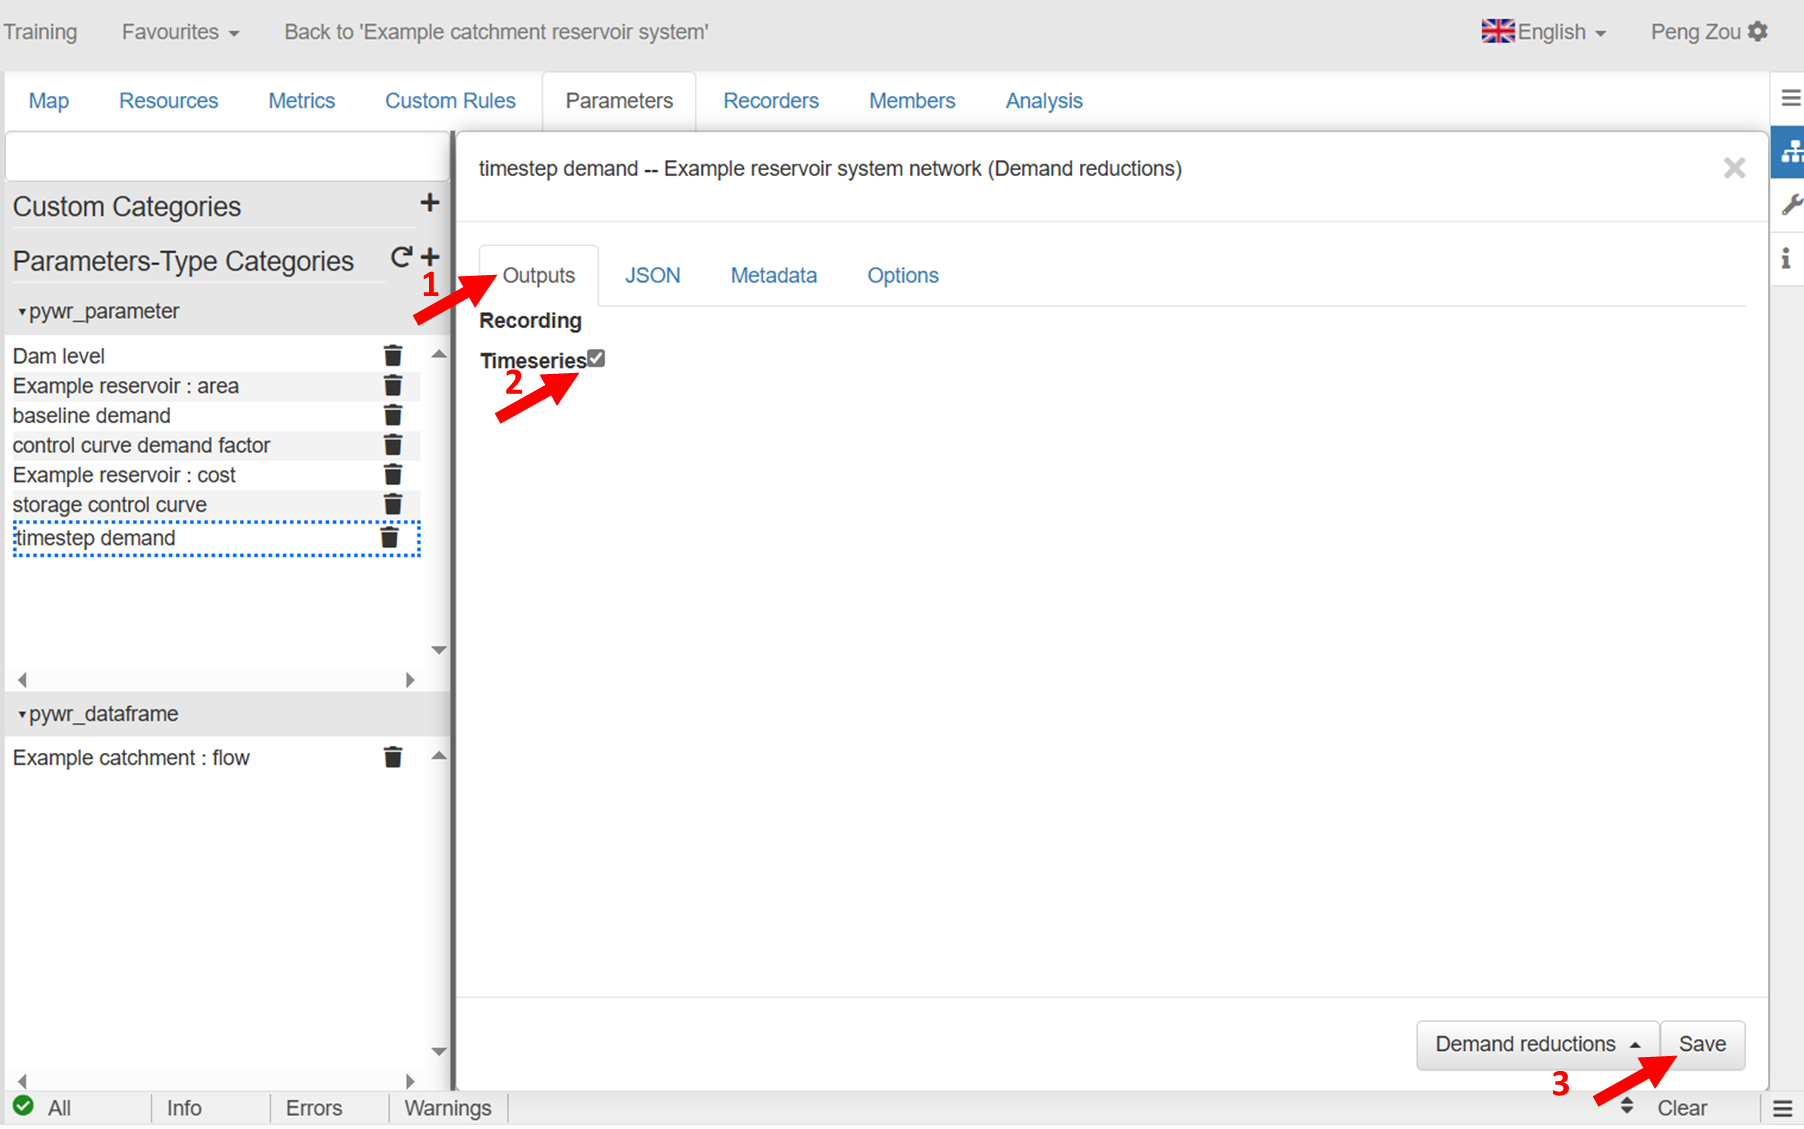 Training Favourites Back to 'Example catchment reservoir system' English Peng Zou
Map Resources Metrics Custom Rules Parameters Recorders Members Analysis
timestep demand -- Example reservoir system network (Demand reductions)
Custom Categories
Parameters-Type Categories
1
Outputs JSON Metadata Options
pywr_parameter
Recording
Dam level
Timeseries
2
Example reservoir : area
baseline demand
control curve demand factor
Example reservoir : cost
storage control curve
timestep demand
pywr_dataframe
Example catchment : flow
Demand reductions Save
3
All Info Errors Warnings Clear